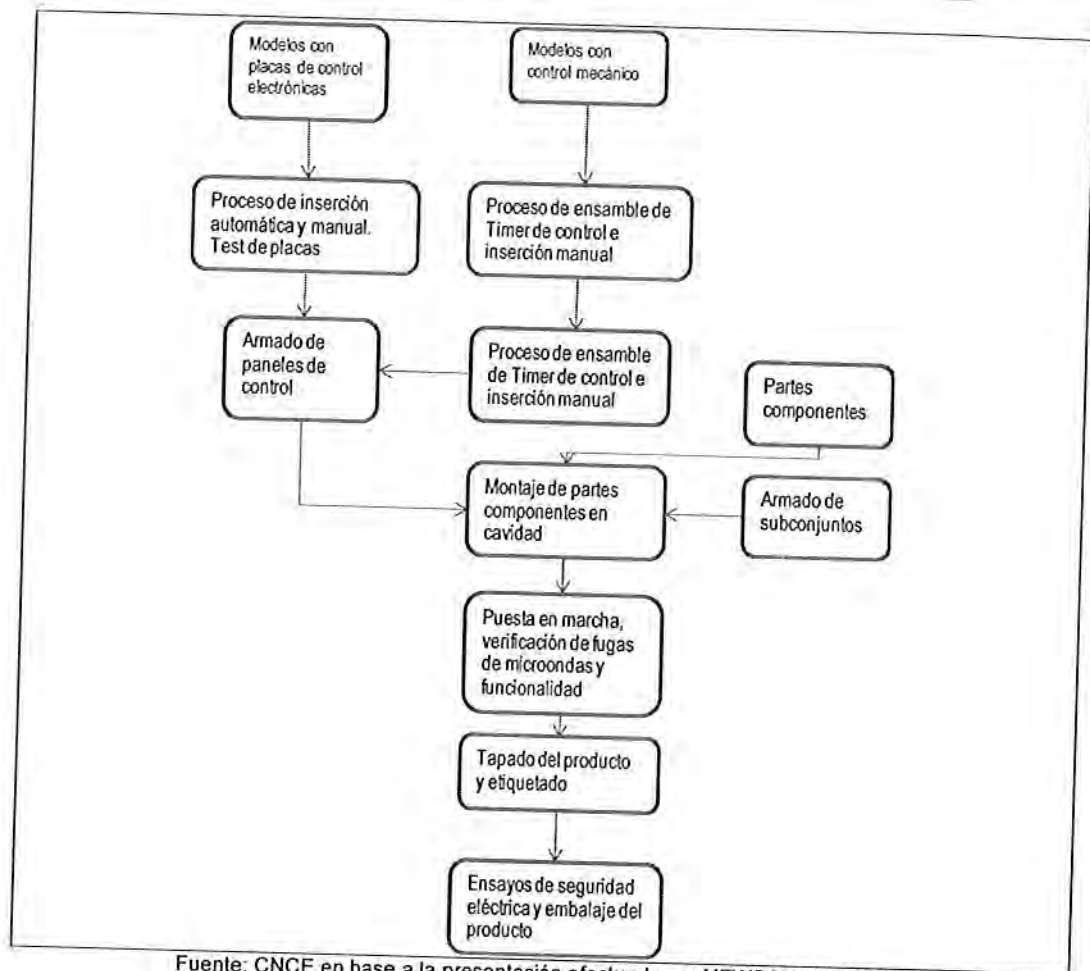 Modelos con
placas de control
electrónicas
Modelos con
control mecánico
Proceso de inserción
automática y manual.
Test de placas
Proceso de ensamble de
Timer de control e
inserción manual
Armado de
paneles de
control
Proceso de ensamble
de Timer de control e
inserción manual
Partes
componentes
Montaje de partes
componentes en
cavidad
Armado de
subconjuntos
Puesta en marcha,
verificación de fugas
de microondas y
funcionalidad
Tapado del producto
y etiquetado
Ensayos de seguridad
eléctrica y embalaje del
producto
Fuente: CNCE en base a la presentación